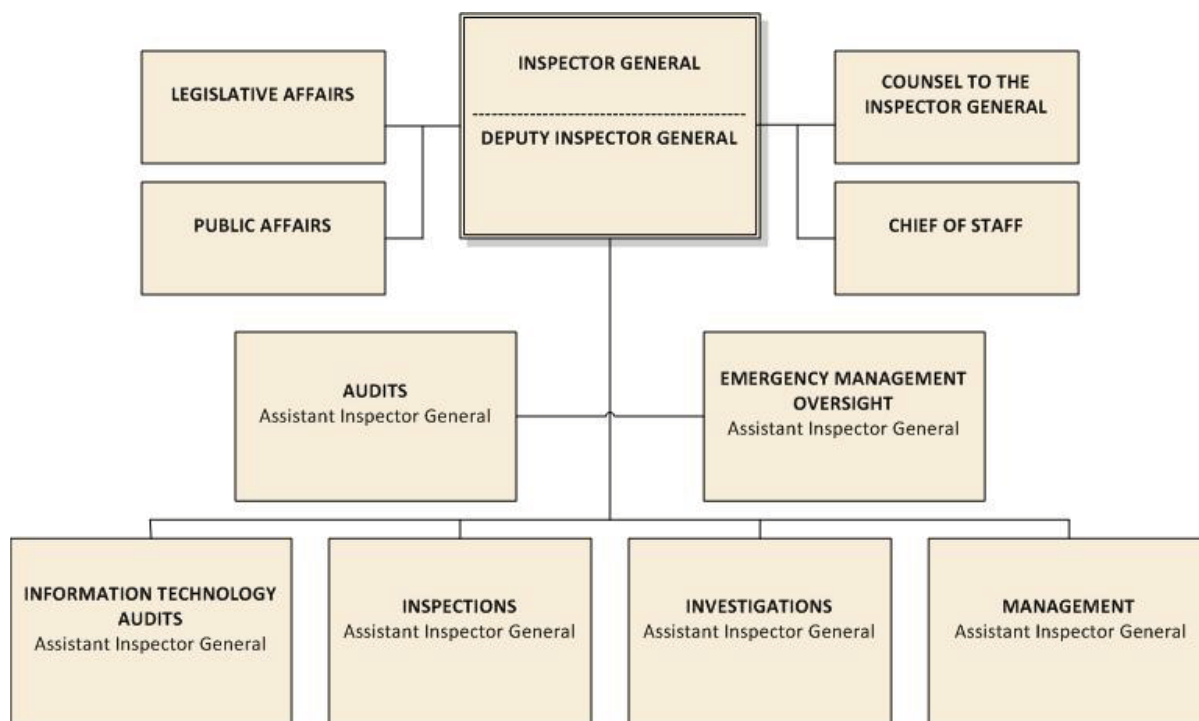 INSPECTOR GENERAL
DEPUTY INSPECTOR GENERAL
LEGISLATIVE AFFAIRS
PUBLIC AFFAIRS
COUNSEL TO THE
INSPECTOR GENERAL
CHIEF OF STAFF
AUDITS
Assistant Inspector General
EMERGENCY MANAGEMENT
OVERSIGHT
Assistant Inspector General
INFORMATION TECHNOLOGY
AUDITS
Assistant Inspector General
INSPECTIONS
Assistant Inspector General
INVESTIGATIONS
Assistant Inspector General
MANAGEMENT
Assistant Inspector General